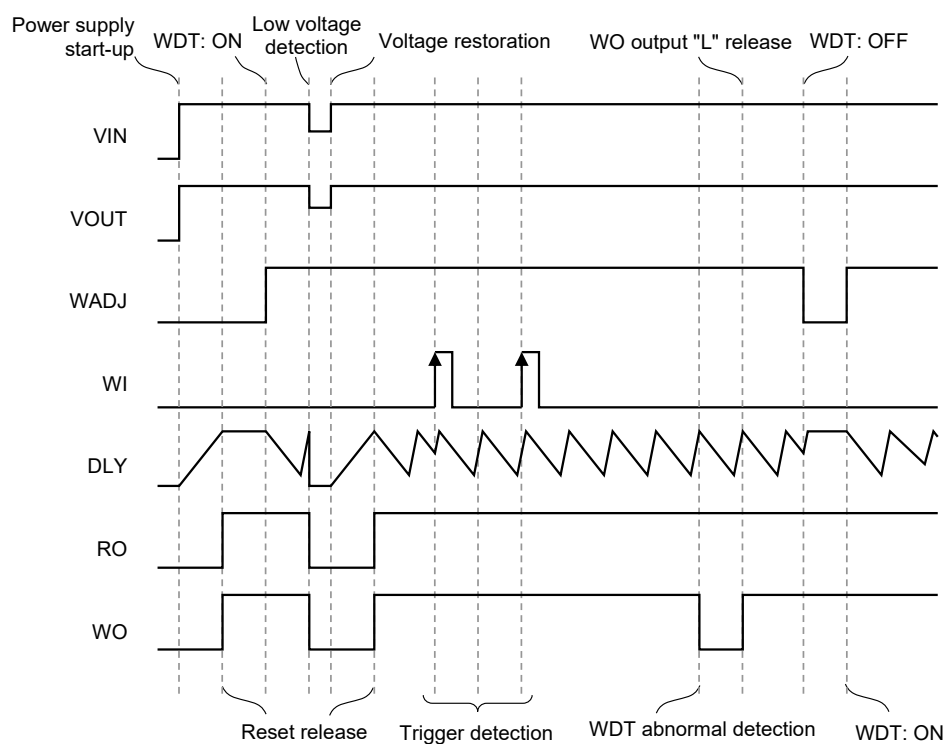 Power supply
start-up
WDT: ON
Low voltage
detection
Voltage restoration
WO output "L" release
WDT: OFF
VIN
VOUT
WADJ
WI
DLY
RO
WO
Reset release
Trigger detection
WDT abnormal detection
WDT: ON